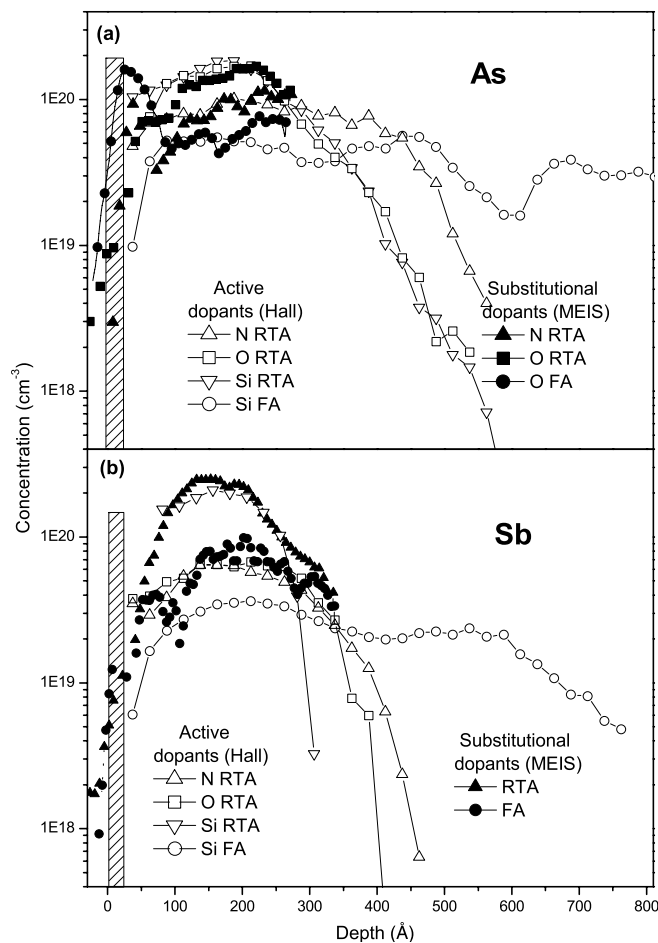 (a)
As
1E20
1E19
1E18
Active
dopants (Hall)
N RTA
O RTA
Si RTA
Si FA
Substitutional
dopants (MEIS)
N RTA
O RTA
O FA
Concentration (cm-3)
(b)
Sb
1E20
1E19
1E18
Active
dopants (Hall)
N RTA
O RTA
Si RTA
Si FA
Substitutional
dopants (MEIS)
RTA
FA
0 100 200 300 400 500 600 700 800
Depth (Å)